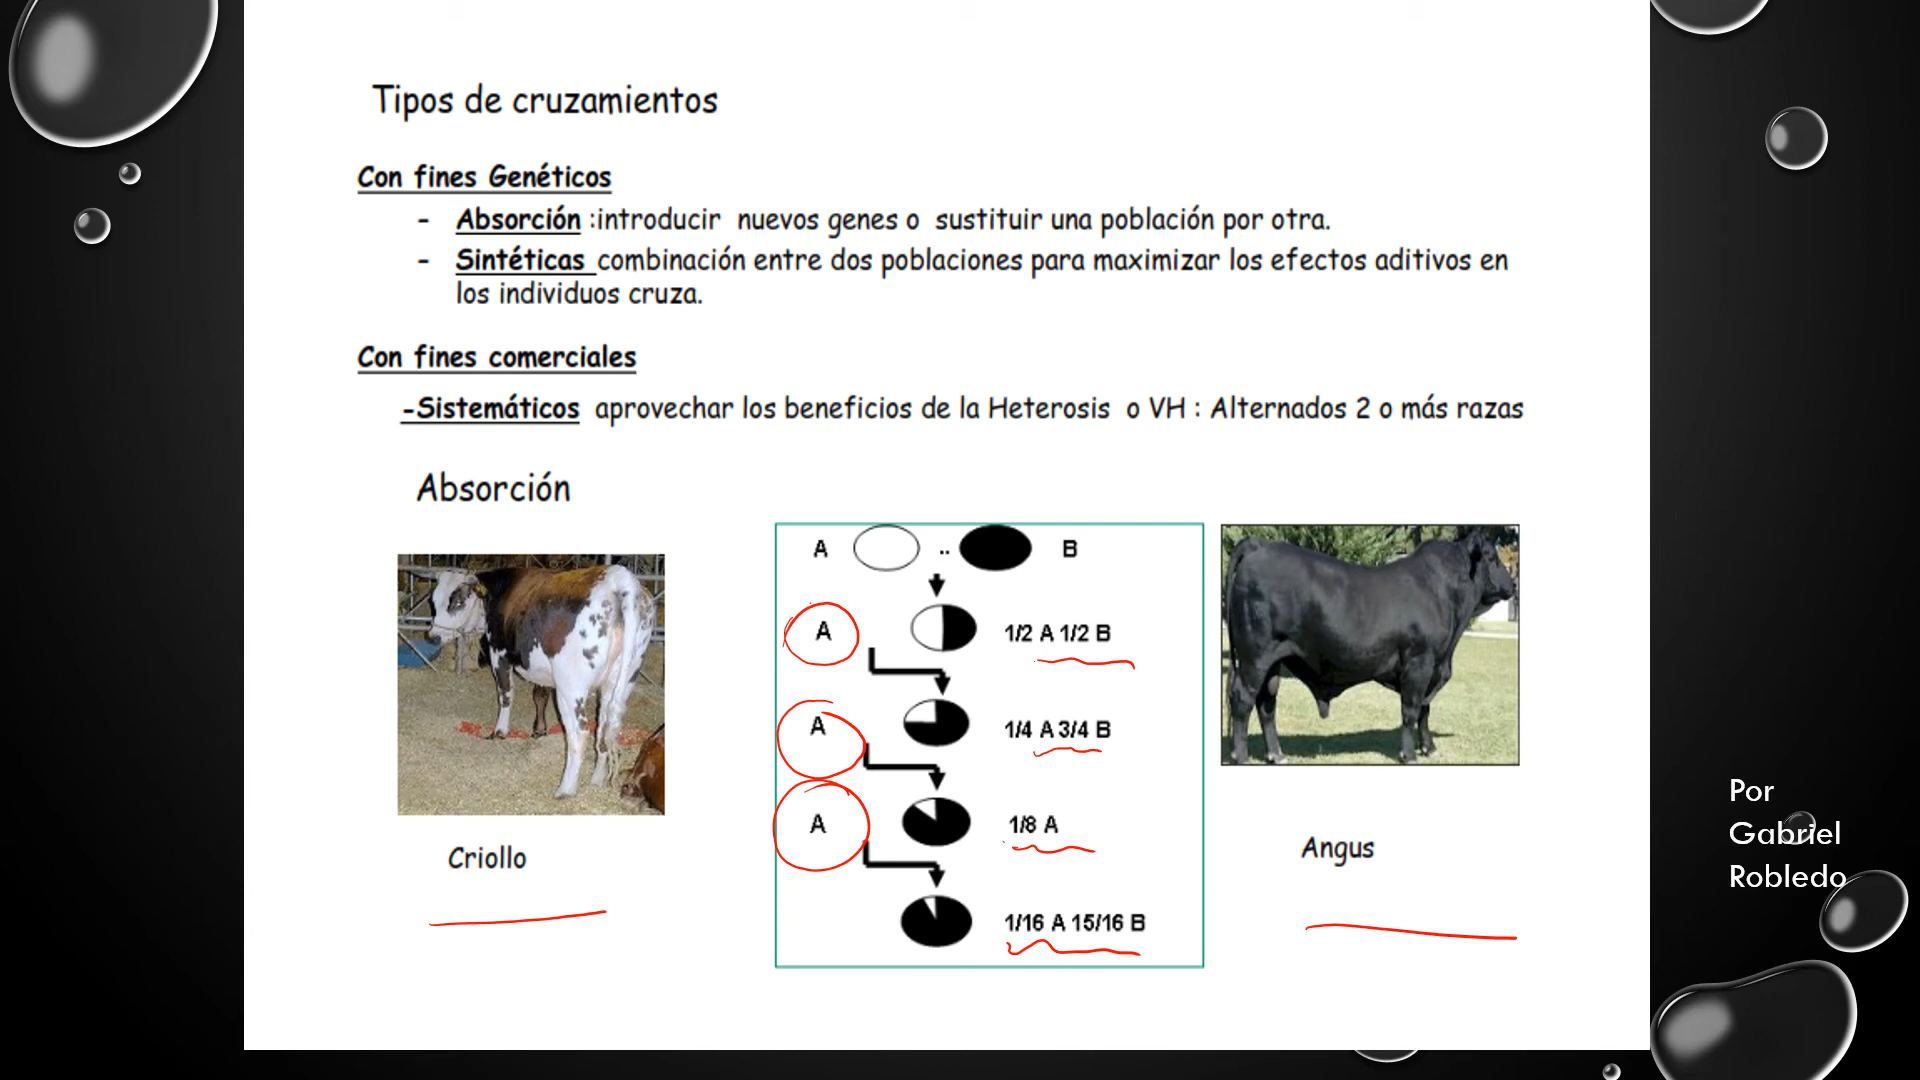 Tipos de cruzamientos
Con fines Genéticos
- Absorción :introducir nuevos genes o sustituir una población por otra.
- Sintéticas combinación entre dos poblaciones para maximizar los efectos aditivos en
los individuos cruza.
Con fines comerciales
-Sistemáticos aprovechar los beneficios de la Heterosis o VH : Alternados 2 o más razas
Absorción
A .. B
A 1/2 A 1/2 B
A 1/4 A 3/4 B
A 1/8 A
1/16 A 15/16 B
Criollo
Angus
Por
Gabriel
Robledo